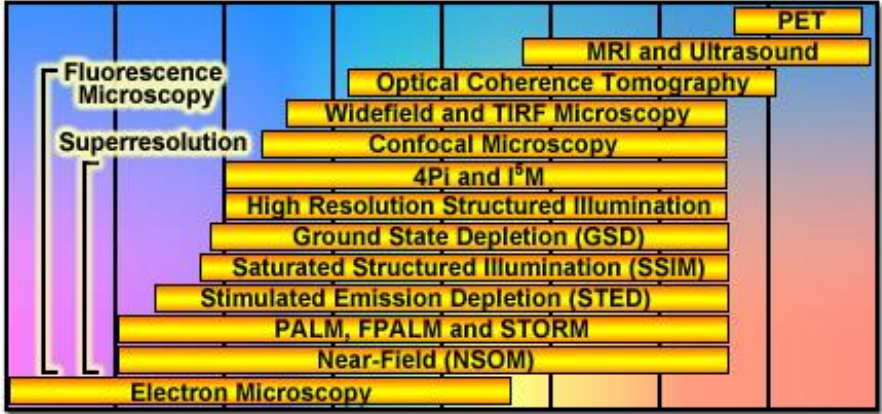 PET
MRI and Ultrasound
Fluorescence
Microscopy
Optical Coherence Tomography
Widefield and TIRF Microscopy
Superresolution
Confocal Microscopy
4Pi and I⁵M
High Resolution Structured Illumination
Ground State Depletion (GSD)
Saturated Structured Illumination (SSIM)
Stimulated Emission Depletion (STED)
PALM, FPALM and STORM
Near-Field (NSOM)
Electron Microscopy